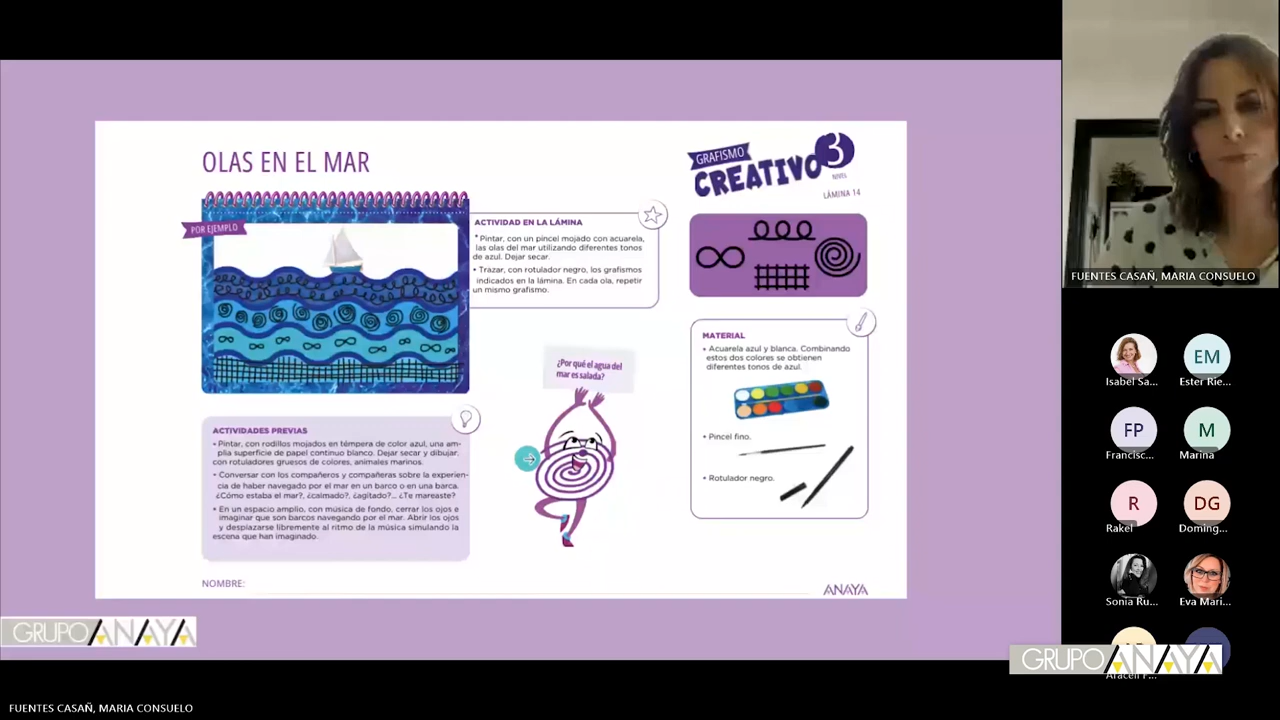 OLAS EN EL MAR
POR EJEMPLO
ACTIVIDAD EN LA LÁMINA
• Pintar, con un pincel mojado con acuarela,
las olas del mar utilizando diferentes tonos
de azul. Dejar secar.
• Trazar, con rotulador negro, los grafismos
indicados en la lámina. En cada ola, repetir
un mismo grafismo.
GRAFISMO
CREATIVO 3
NIVEL
LÁMINA 14
¿Por qué el agua del
mar es salada?
MATERIAL
• Acuarela azul y blanca. Combinando
estos dos colores se obtienen
diferentes tonos de azul.
• Pincel fino.
• Rotulador negro.
ACTIVIDADES PREVIAS
• Pintar, con rodillos mojados en témpera de color azul, una am-
plia superficie de papel continuo blanco. Dejar secar y dibujar,
con rotuladores gruesos de colores, animales marinos.
• Conversar con los compañeros y compañeras sobre la experien-
cia de haber navegado por el mar en un barco o en una barca.
¿Cómo estaba el mar?, ¿calmado?, ¿agitado?... ¿Te mareaste?
• En un espacio amplio, con música de fondo, cerrar los ojos e
imaginar que son barcos navegando por el mar. Abrir los ojos
y desplazarse libremente al ritmo de la música simulando la
escena que han imaginado.
NOMBRE:
ANAYA
GRUPO ANAYA
FUENTES CASAÑ, MARIA CONSUELO
FUENTES CASAÑ, MARIA CONSUELO
Isabel Sa...
EM
Ester Rie...
FP
Francisc...
M
Marina
R
Rakel
DG
Doming...
Sonia Ru...
Eva Mari...
GRUPO ANAYA